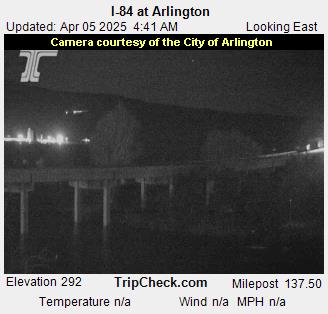 I-84 at Arlington
Updated: Apr 05 2025 4:41 AM Looking East
Camera courtesy of the City of Arlington
Elevation 292 TripCheck.com Milepost 137.50
Temperature n/a Wind n/a MPH n/a